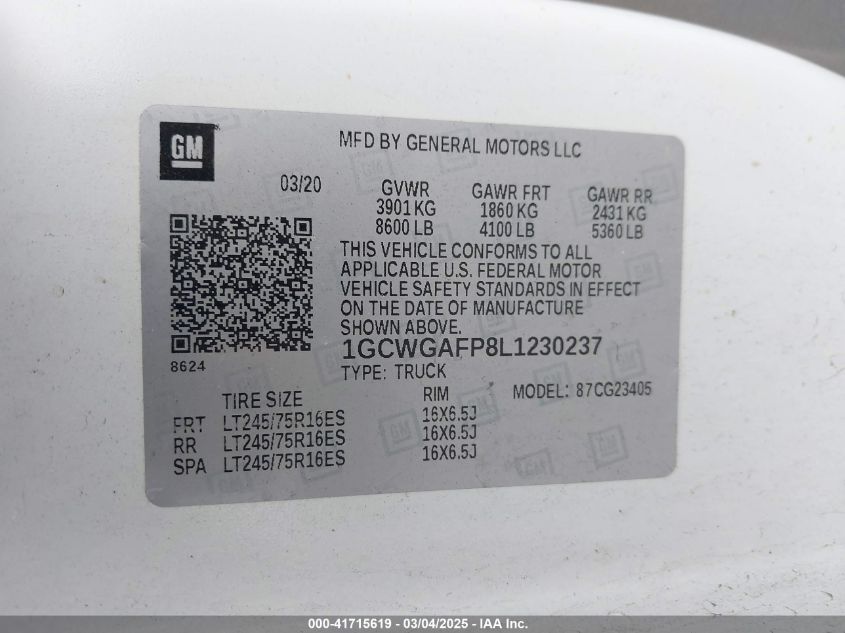 GM
MFD BY GENERAL MOTORS LLC
03/20
GVWR GAWR FRT GAWR RR
3901 KG 1860 KG 2431 KG
8600 LB 4100 LB 5360 LB
THIS VEHICLE CONFORMS TO ALL
APPLICABLE U.S. FEDERAL MOTOR
VEHICLE SAFETY STANDARDS IN EFFECT
ON THE DATE OF MANUFACTURE
SHOWN ABOVE.
8624
1GCWGAFP8L1230237
TYPE: TRUCK
MODEL: 87CG23405
TIRE SIZE RIM
FRT LT245/75R16ES 16X6.5J
RR LT245/75R16ES 16X6.5J
SPA LT245/75R16ES 16X6.5J
000-41715619 - 03/04/2025 - IAA Inc.